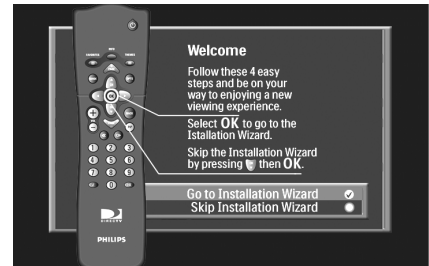 Welcome
Follow these 4 easy
steps and be on your
way to enjoying a new
viewing experience.
Select OK to go to the
Istallation Wizard.
Skip the Installation Wizard
by pressing then OK.
Go to Installation Wizard
Skip Installation Wizard
1 2 3
4 5 6
7 8 9
0
DIRECTV
PHILIPS